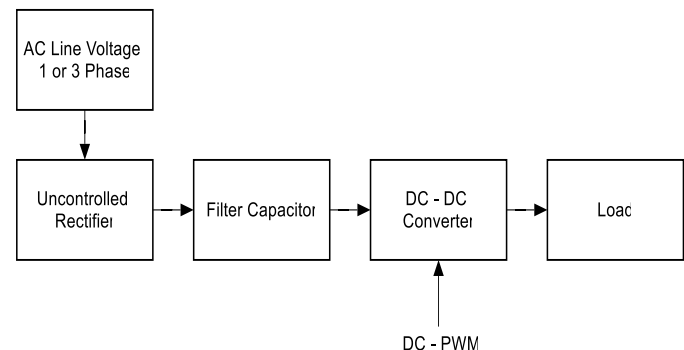 AC Line Voltage
1 or 3 Phase
Uncontrolled
Rectifier
Filter Capacitor
DC - DC
Converter
Load
DC - PWM